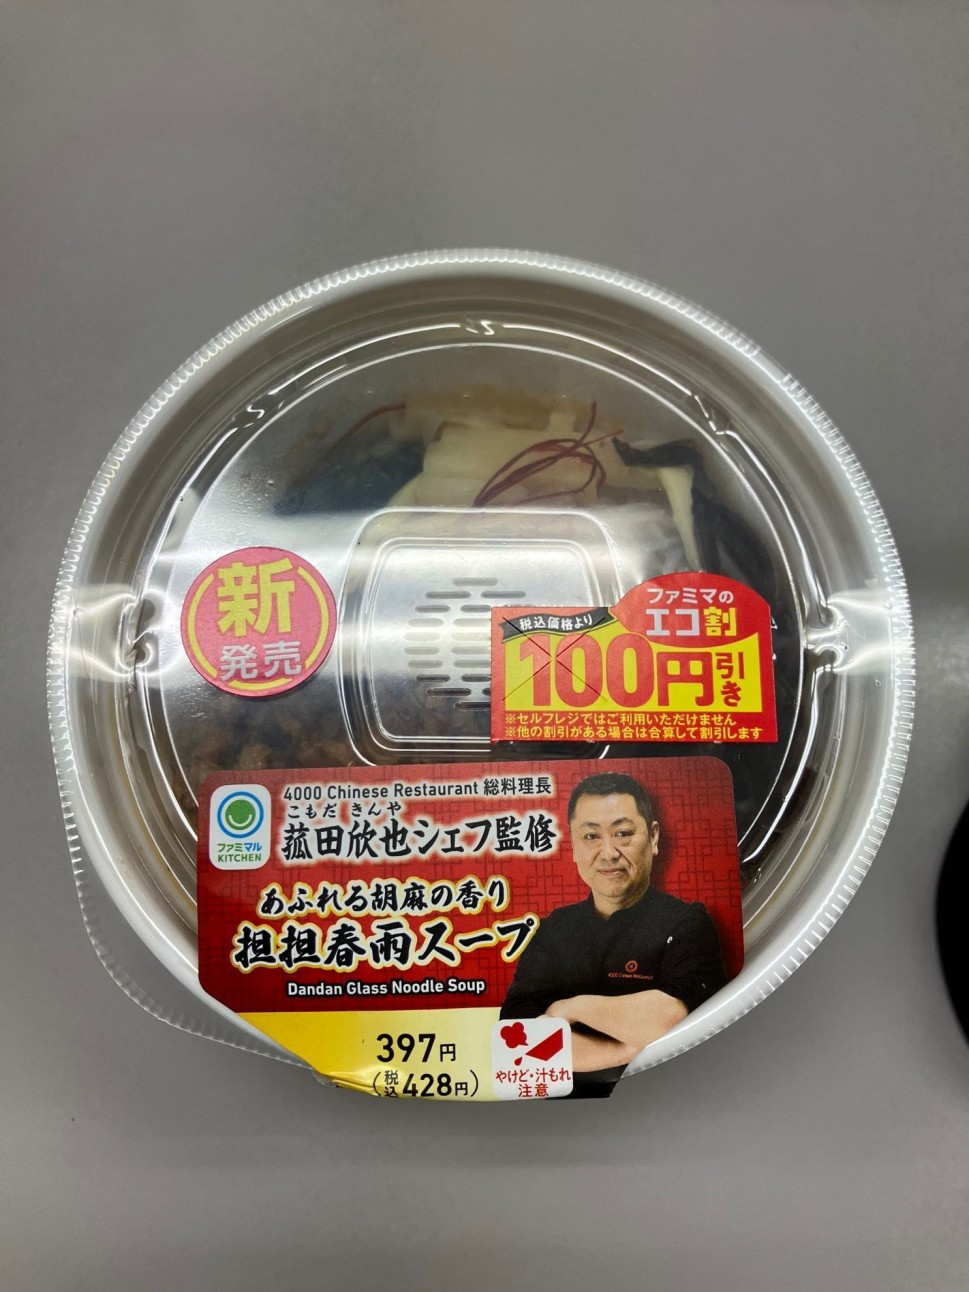 新
発売
ファミマの
エコ割
税込価格より
100円引き
※セルフレジではご利用いただけません
※他の割引がある場合は合算して割引します
ファミマル
KITCHEN
4000 Chinese Restaurant 総料理長
こもだ きんや
菰田欣也シェフ監修
あふれる胡麻の香り
担担春雨スープ
Dandan Glass Noodle Soup
397円
(税込428円)
やけど・汁もれ
注意